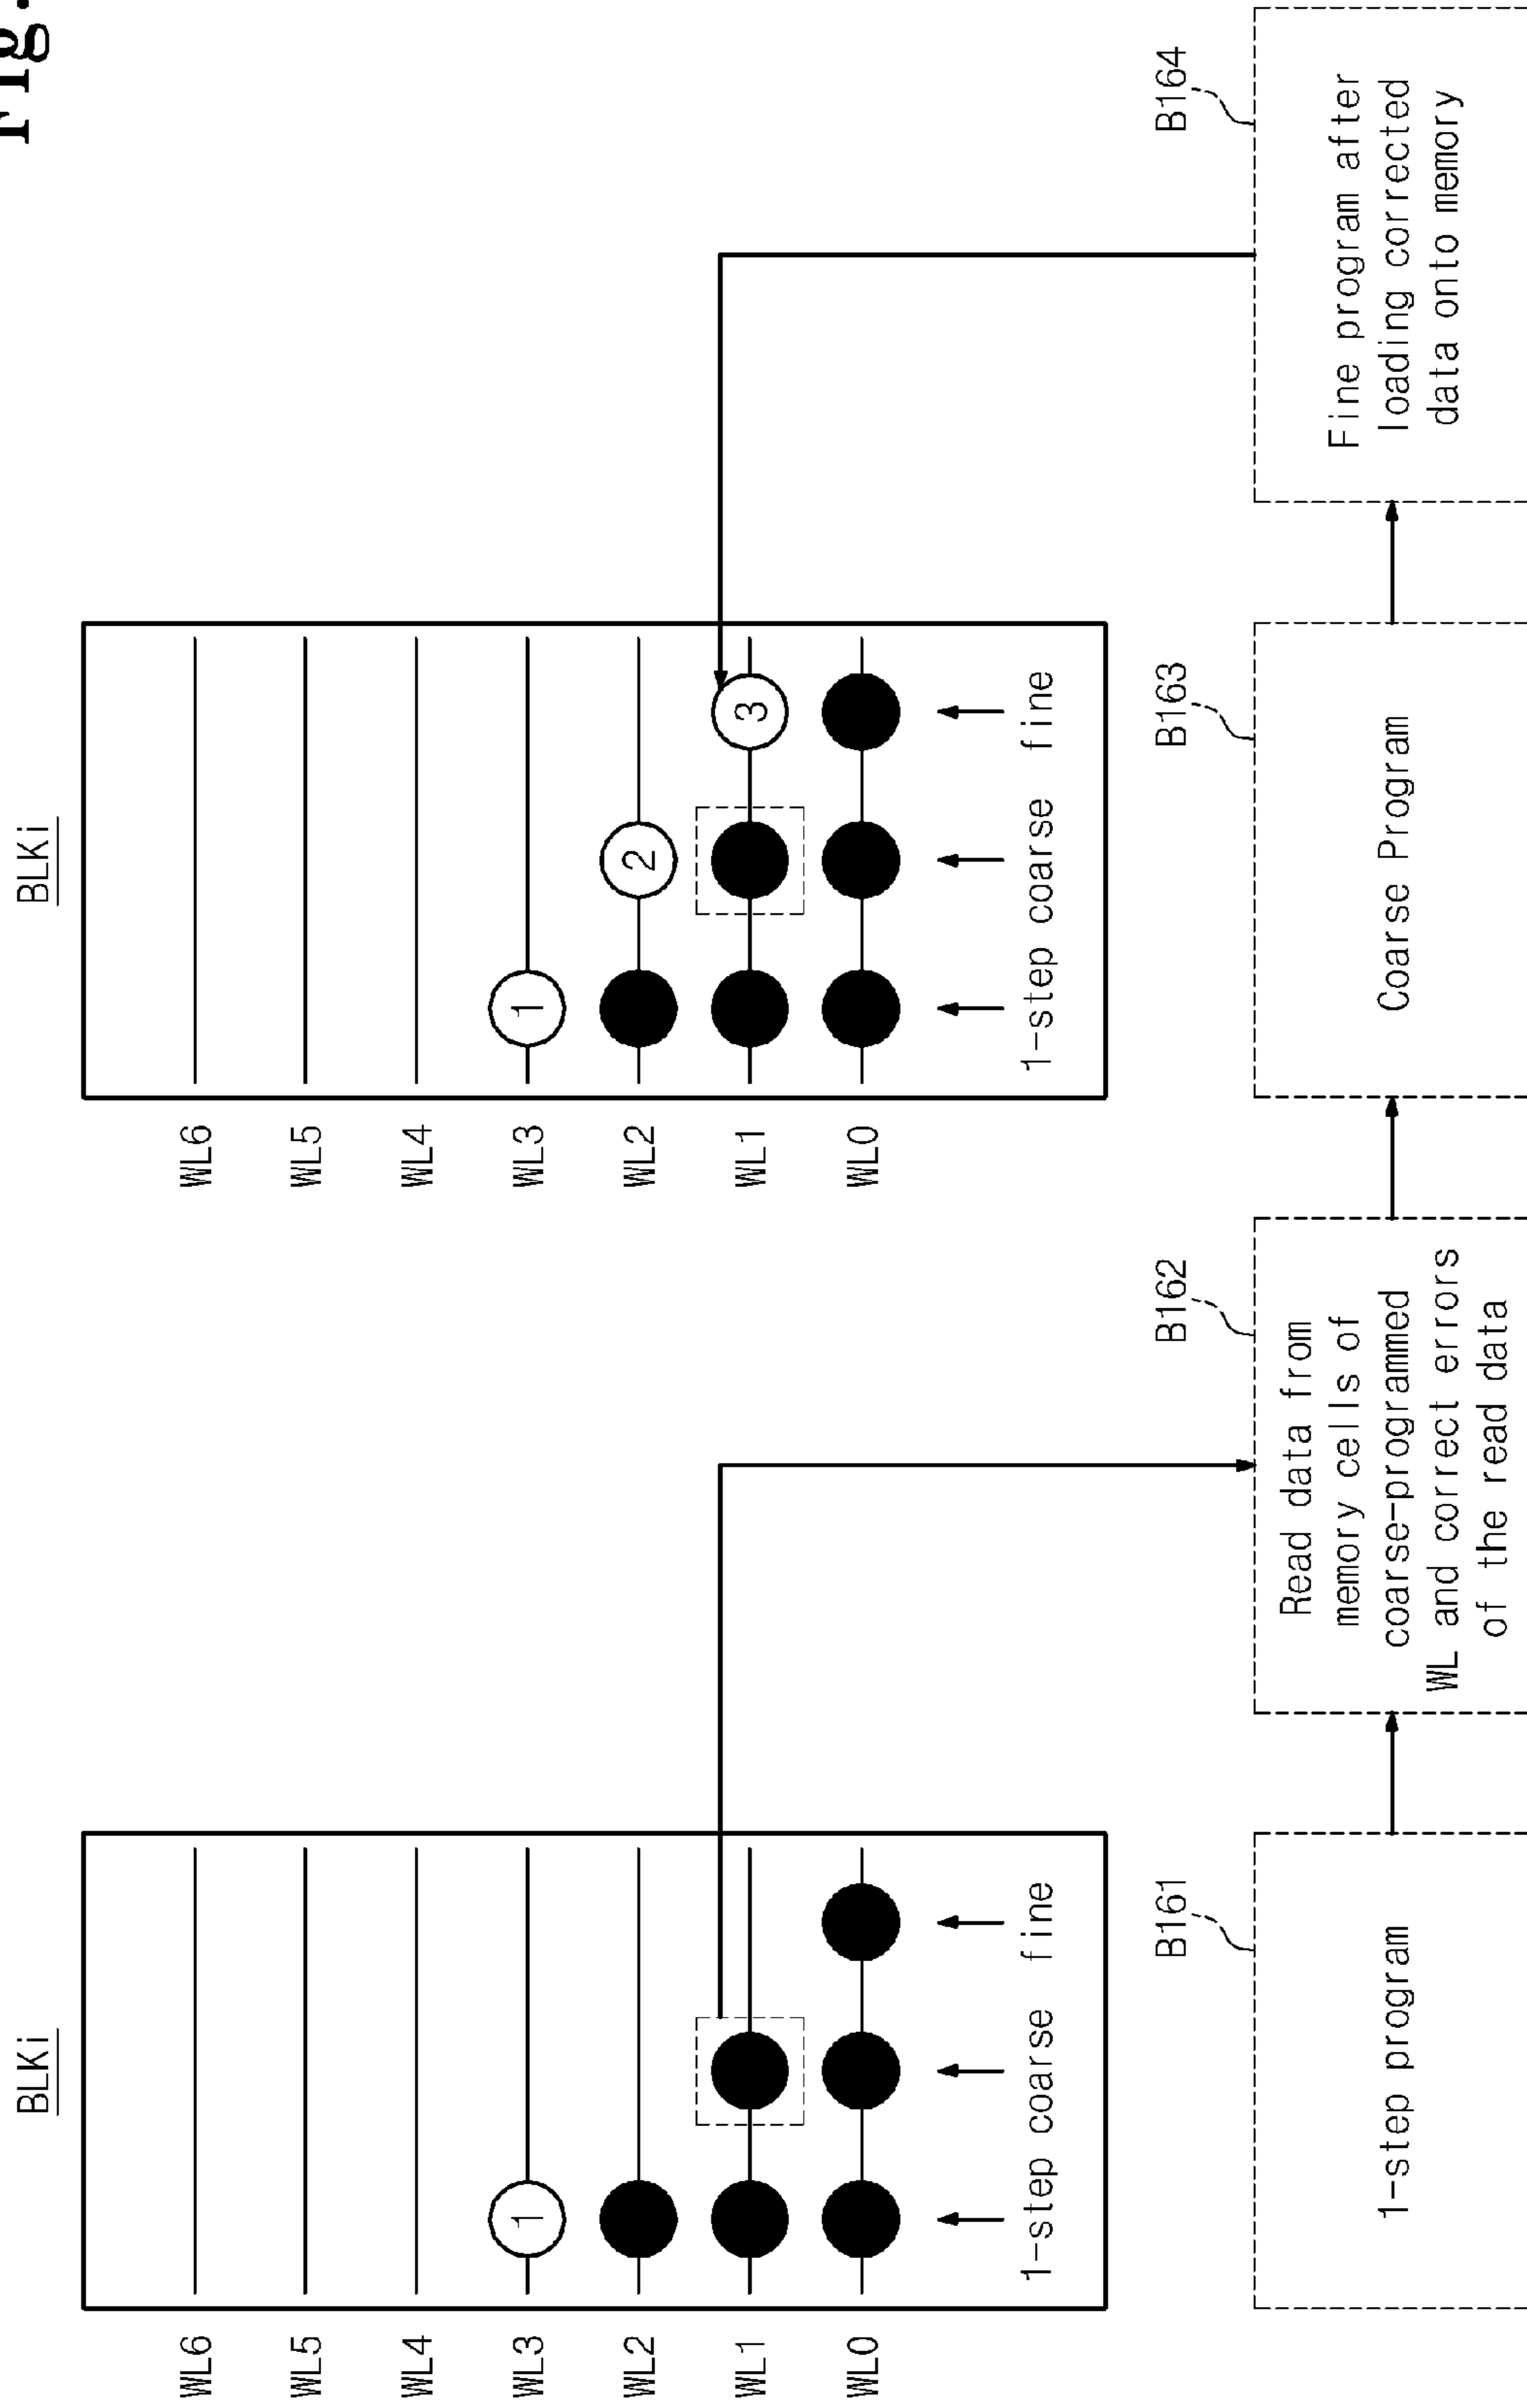 Fig.
BLKi
WL6
WL5
WL4
WL3
WL2
WL1
WL0
1
1-step coarse fine
BLKi
WL6
WL5
WL4
WL3
WL2
WL1
WL0
1
2
3
1-step coarse fine
B161
1-step program
B162
Read data from
memory cells of
coarse-programmed
WL and correct errors
of the read data
B163
Coarse Program
B164
Fine program after
loading corrected
data onto memory